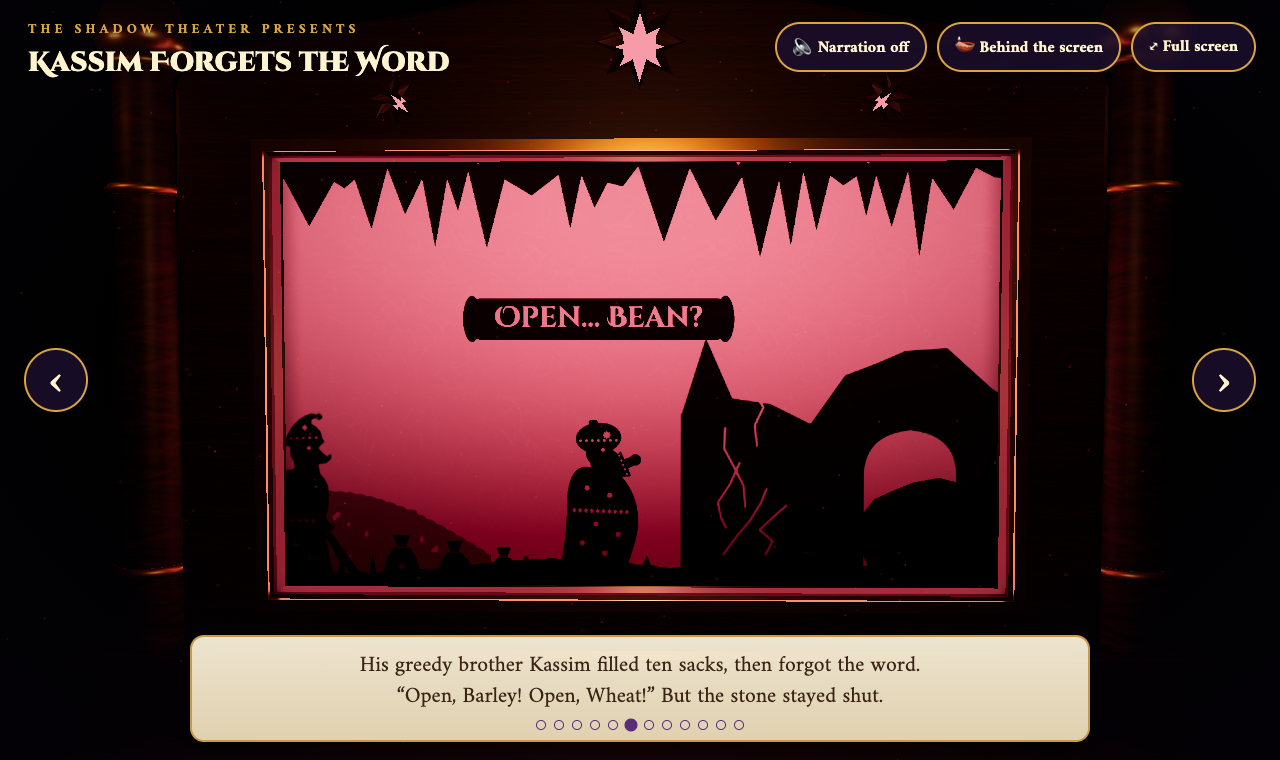 THE SHADOW THEATER PRESENTS
Kassim Forgets the Word
Narration off
Behind the screen
Full screen
Open... Bean?
His greedy brother Kassim filled ten sacks, then forgot the word.
“Open, Barley! Open, Wheat!” But the stone stayed shut.